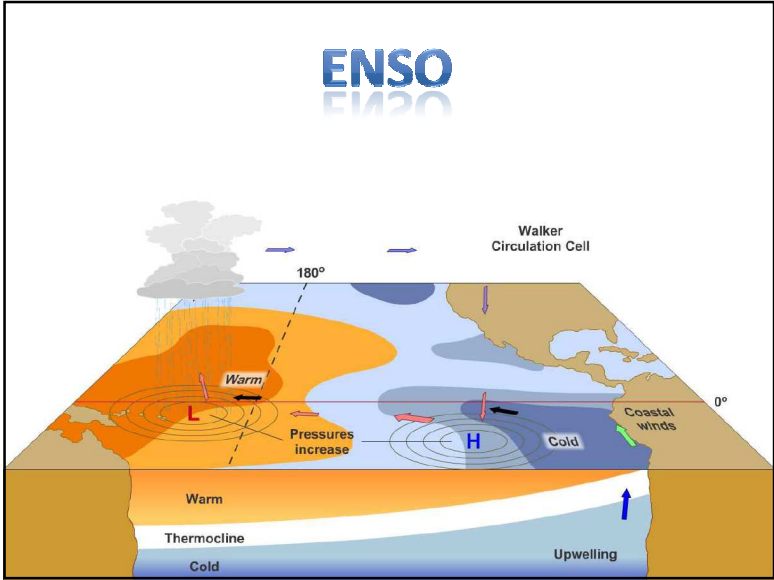 ENSO
Walker
Circulation Cell
180°
Warm
0°
L
Coastal
winds
Pressures
increase
H
Cold
Warm
Thermocline
Upwelling
Cold